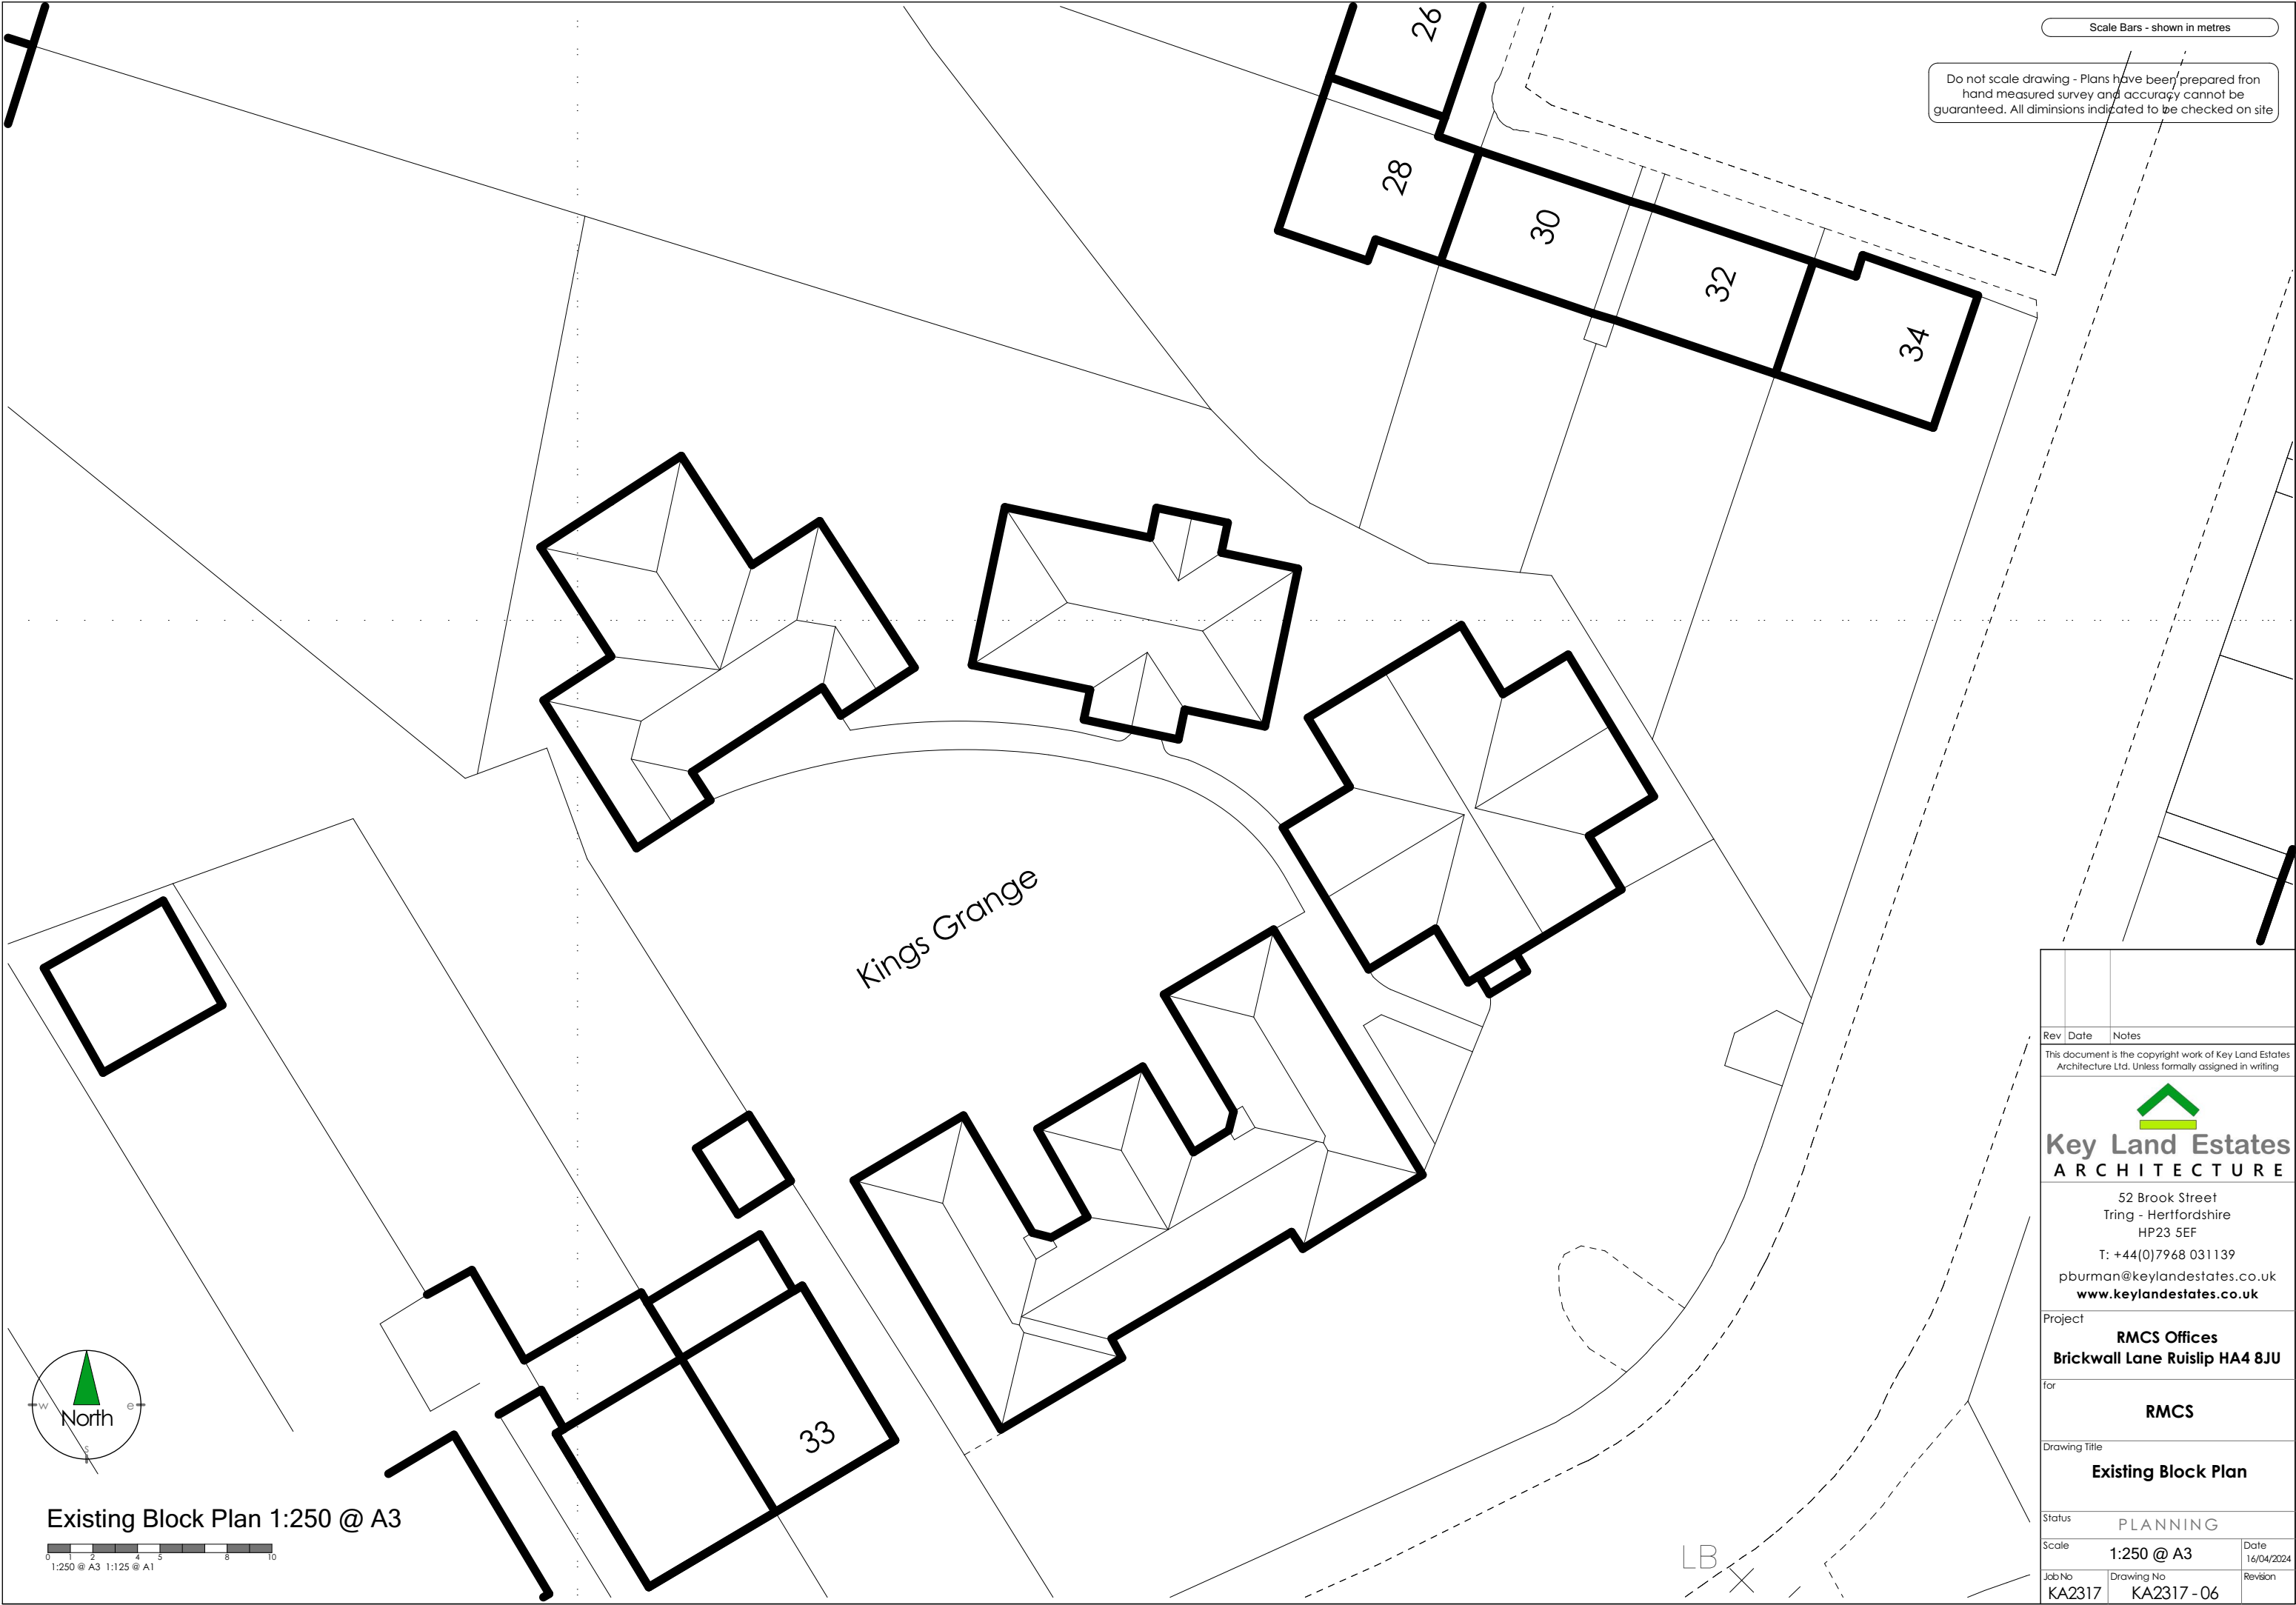 26
Scale Bars - shown in metres
Do not scale drawing - Plans have been prepared fron
hand measured survey and accuracy cannot be
guaranteed. All diminsions indicated to be checked on site
28
30
32
34
Kings Grange
33
LB
w
e
North
s
Existing Block Plan 1:250 @ A3
0 1 2 4 5 8 10
1:250 @ A3 1:125 @ A1
Rev Date Notes
This document is the copyright work of Key Land Estates
Architecture Ltd. Unless formally assigned in writing
Key Land Estates
ARCHITECTURE
52 Brook Street
Tring - Hertfordshire
HP23 5EF
T: +44(0)7968 031139
pburman@keylandestates.co.uk
www.keylandestates.co.uk
Project
RMCS Offices
Brickwall Lane Ruislip HA4 8JU
for
RMCS
Drawing Title
Existing Block Plan
Status
PLANNING
Scale
1:250 @ A3
Date
16/04/2024
Job No
KA2317
Drawing No
KA2317 - 06
Revision